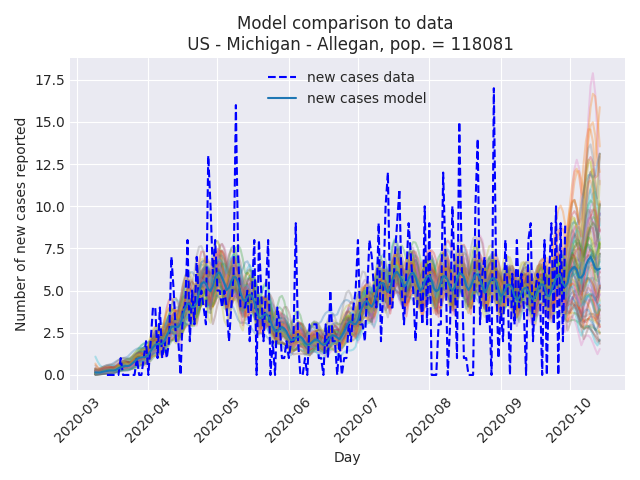 Model comparison to data
US - Michigan - Allegan, pop. = 118081
new cases data
new cases model
Number of new cases reported
17.5
15.0
12.5
10.0
7.5
5.0
2.5
0.0
2020-03
2020-04
2020-05
2020-06
2020-07
2020-08
2020-09
2020-10
Day